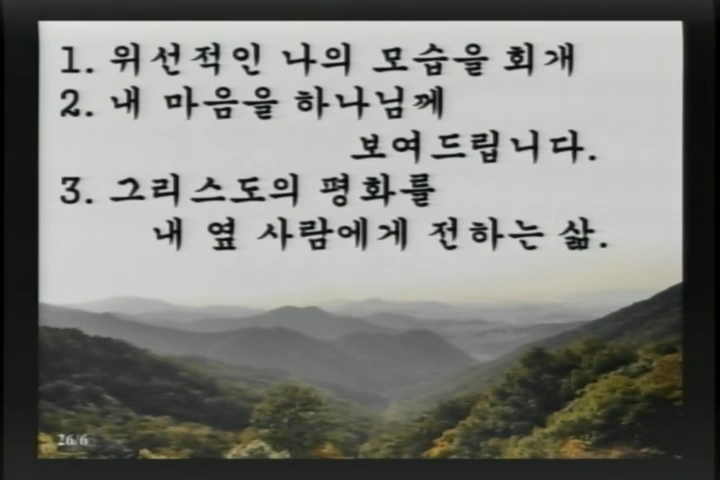 1. 위선적인 나의 모습을 회개
2. 내 마음을 하나님께
보여드립니다.
3. 그리스도의 평화를
내 옆 사람에게 전하는 삶.
26/6